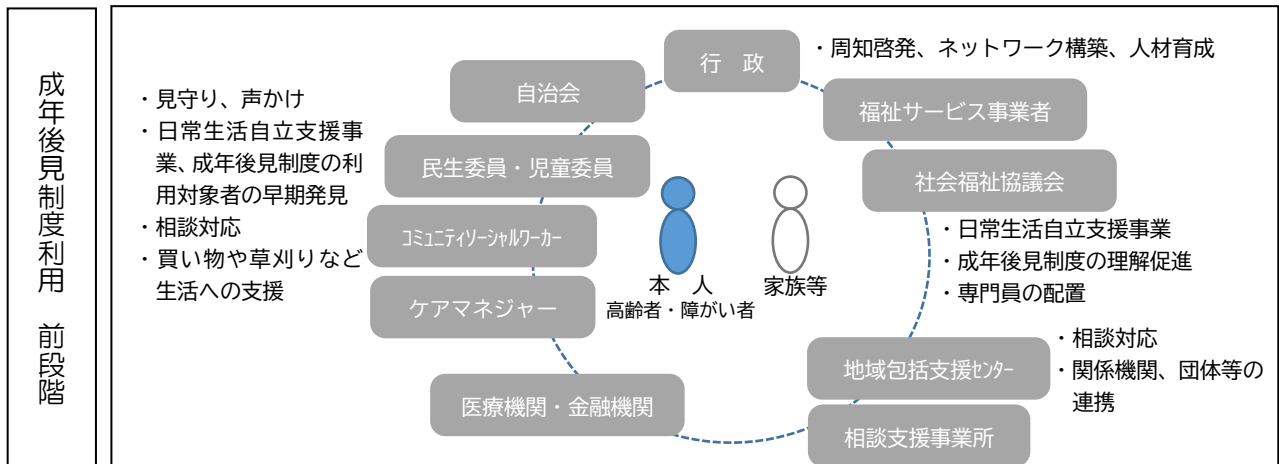 成年後見制度利用　前段階
行　政
・周知啓発、ネットワーク構築、人材育成
自治会
福祉サービス事業者
・見守り、声かけ
・日常生活自立支援事
業、成年後見制度の利
用対象者の早期発見
・相談対応
・買い物や草刈りなど
生活への支援
民生委員・児童委員
社会福祉協議会
コミュニティソーシャルワーカー
・日常生活自立支援事業
・成年後見制度の理解促進
・専門員の配置
本　人
高齢者・障がい者
家族等
ケアマネジャー
地域包括支援センター
・相談対応
・関係機関、団体等の
連携
医療機関・金融機関
相談支援事業所